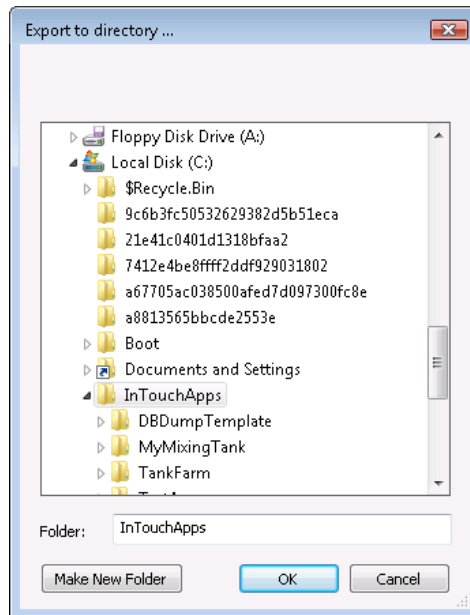 Export to directory ...
Floppy Disk Drive (A:)
Local Disk (C:)
$Recycle.Bin
9c6b3fc50532629382d5b51eca
21e41c0401d1318bfaa2
7412e4be8ffff2ddf929031802
a67705ac038500afed7d097300fc8e
a8813565bbcde2553e
Boot
Documents and Settings
InTouchApps
DBDumpTemplate
MyMixingTank
TankFarm
Folder: InTouchApps
Make New Folder OK Cancel